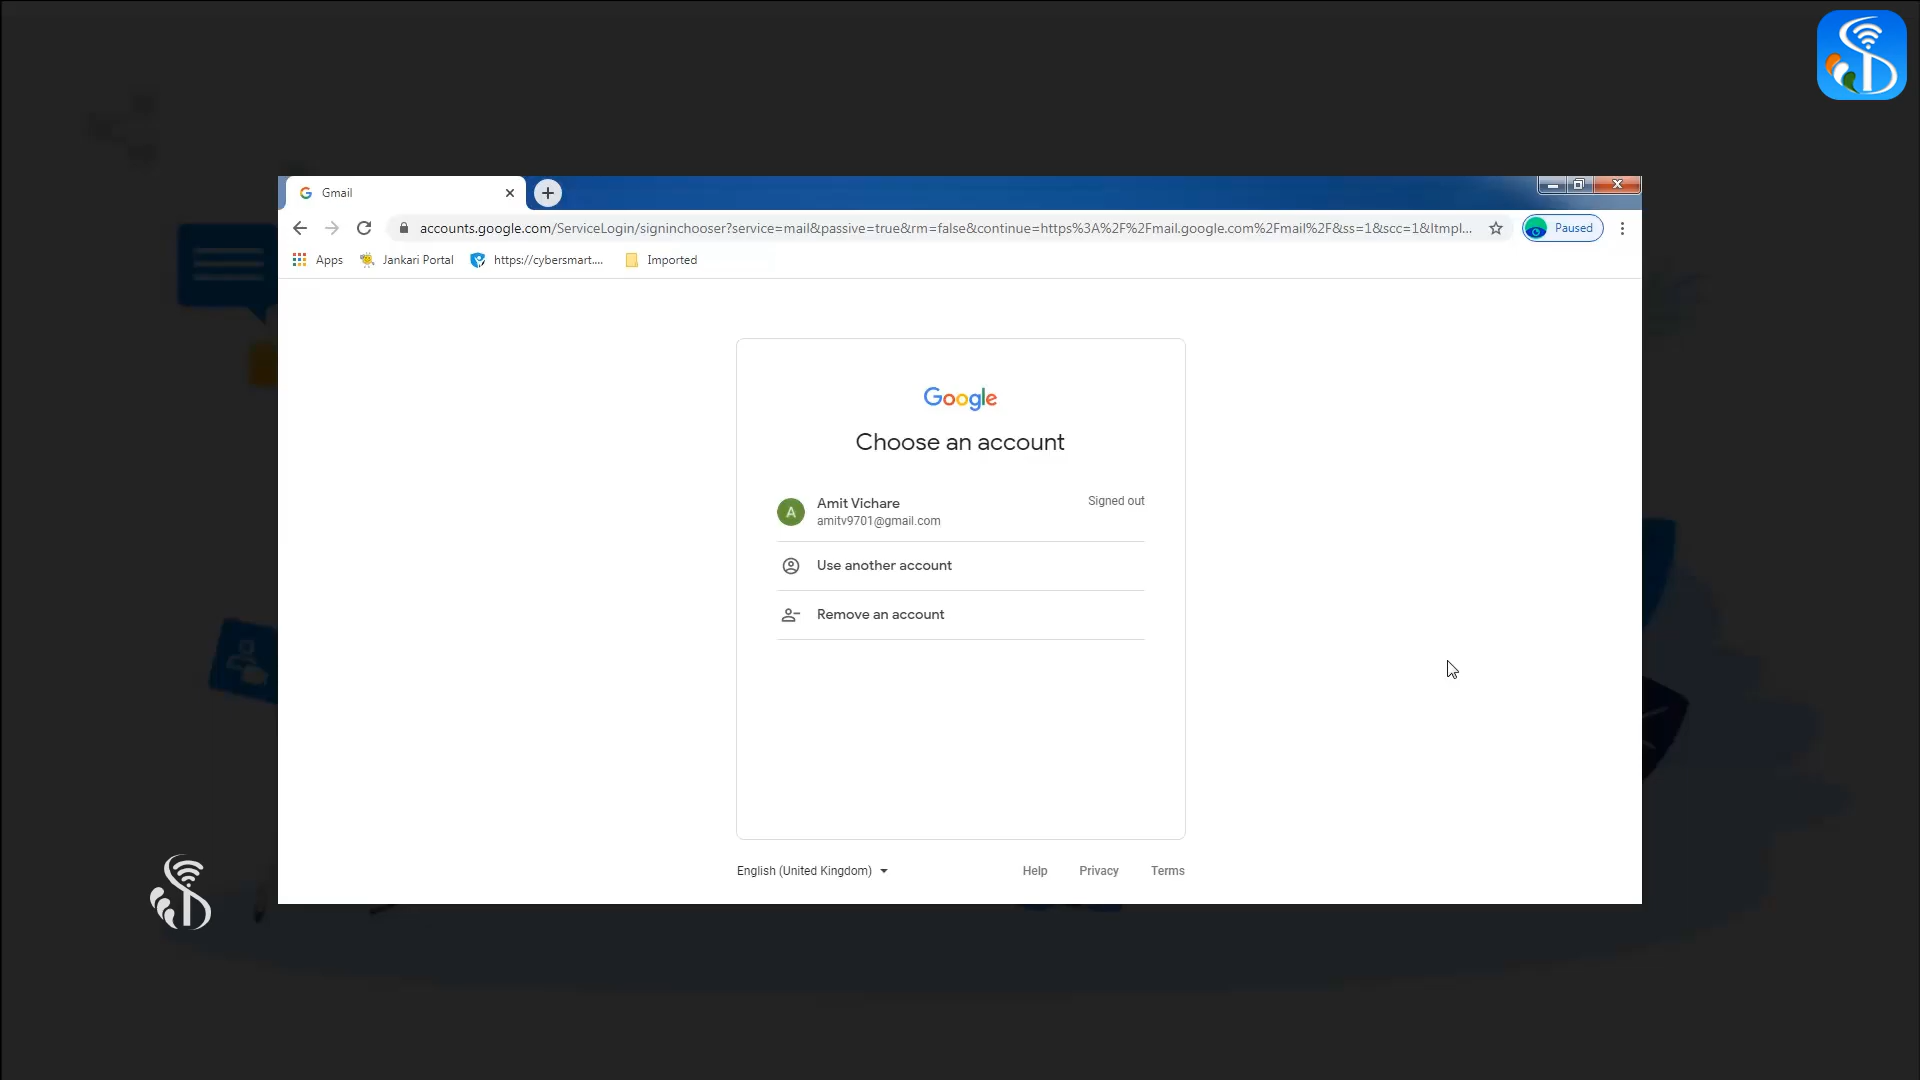 Gmail
accounts.google.com/ServiceLogin/signinchooser?service=mail&passive=true&rm=false&continue=https%3A%2F%2Fmail.google.com%2Fmail%2F&ss=1&scc=1&ltmpl...
Paused
Apps
Jankari Portal
https://cybersmart....
Imported
Google
Choose an account
A
Amit Vichare
Signed out
amitv9701@gmail.com
Use another account
Remove an account
English (United Kingdom)
Help
Privacy
Terms